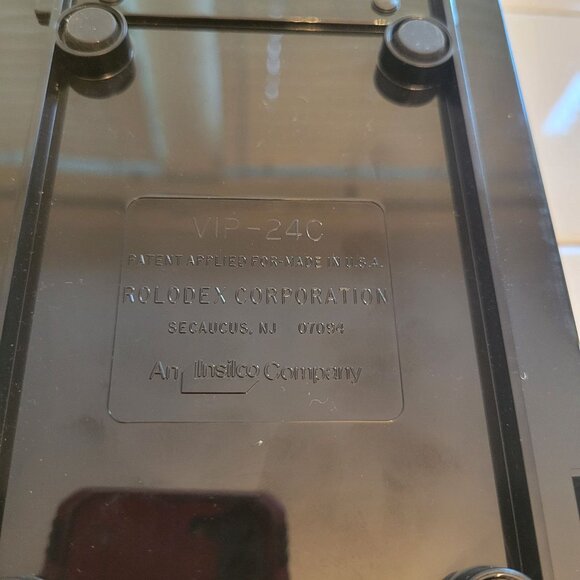 VIP-24C
PATENT APPLIED FOR-MADE IN U.S.A.
ROLODEX CORPORATION
SECAUCUS, NJ 07094
An Insilco Company